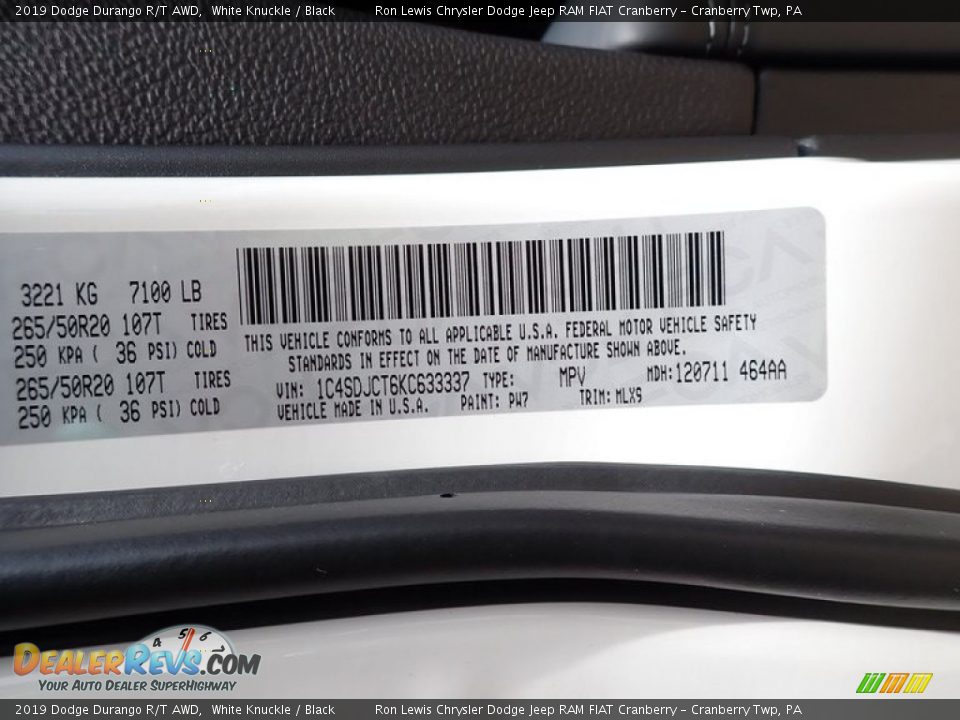 2019 Dodge Durango R/T AWD, White Knuckle / Black Ron Lewis Chrysler Dodge Jeep RAM FIAT Cranberry – Cranberry Twp, PA
3221 KG 7100 LB
265/50R20 107T TIRES
250 KPA ( 36 PSI) COLD
265/50R20 107T TIRES
250 KPA ( 36 PSI) COLD
THIS VEHICLE CONFORMS TO ALL APPLICABLE U.S.A. FEDERAL MOTOR VEHICLE SAFETY
STANDARDS IN EFFECT ON THE DATE OF MANUFACTURE SHOWN ABOVE.
VIN: 1C4SDJCT6KC633337 TYPE: MPV MDH: 120711 464AA
VEHICLE MADE IN U.S.A. PAINT: PW7 TRIM: MLX9
4 5 6
DEALERREVS.COM
YOUR AUTO DEALER SUPERHIGHWAY
2019 Dodge Durango R/T AWD, White Knuckle / Black Ron Lewis Chrysler Dodge Jeep RAM FIAT Cranberry – Cranberry Twp, PA